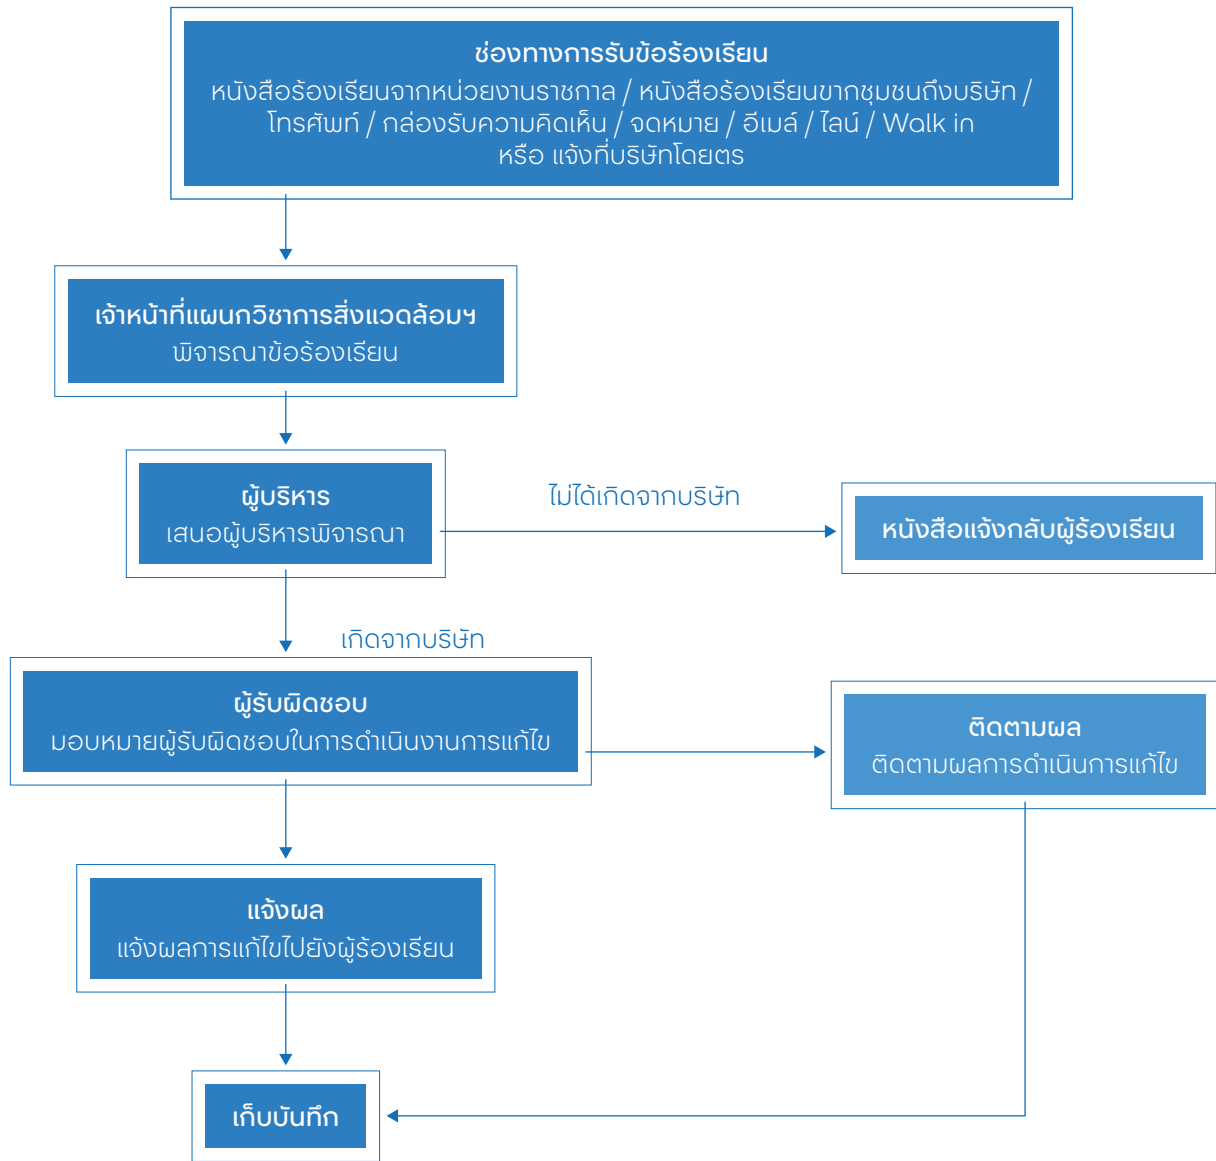 ช่องทางการรับข้อร้องเรียน
หนังสือร้องเรียนจากหน่วยงานราชกาล / หนังสือร้องเรียนขากชุมชนถึงบริษัท /
โทรศัพท์ / กล่องรับความคิดเห็น / จดหมาย / อีเมล์ / ไลน์ / Walk in
หรือ แจ้งที่บริษัทโดยตร
เจ้าหน้าที่แผนกวิชาการสิ่งแวดล้อมฯ
พิจารณาข้อร้องเรียน
ผู้บริหาร
เสนอผู้บริหารพิจารณา
ไม่ได้เกิดจากบริษัท
หนังสือแจ้งกลับผู้ร้องเรียน
เกิดจากบริษัท
ผู้รับผิดชอบ
มอบหมายผู้รับผิดชอบในการดำเนินงานการแก้ไข
ติดตามผล
ติดตามผลการดำเนินการแก้ไข
แจ้งผล
แจ้งผลการแก้ไขไปยังผู้ร้องเรียน
เก็บบันทึก